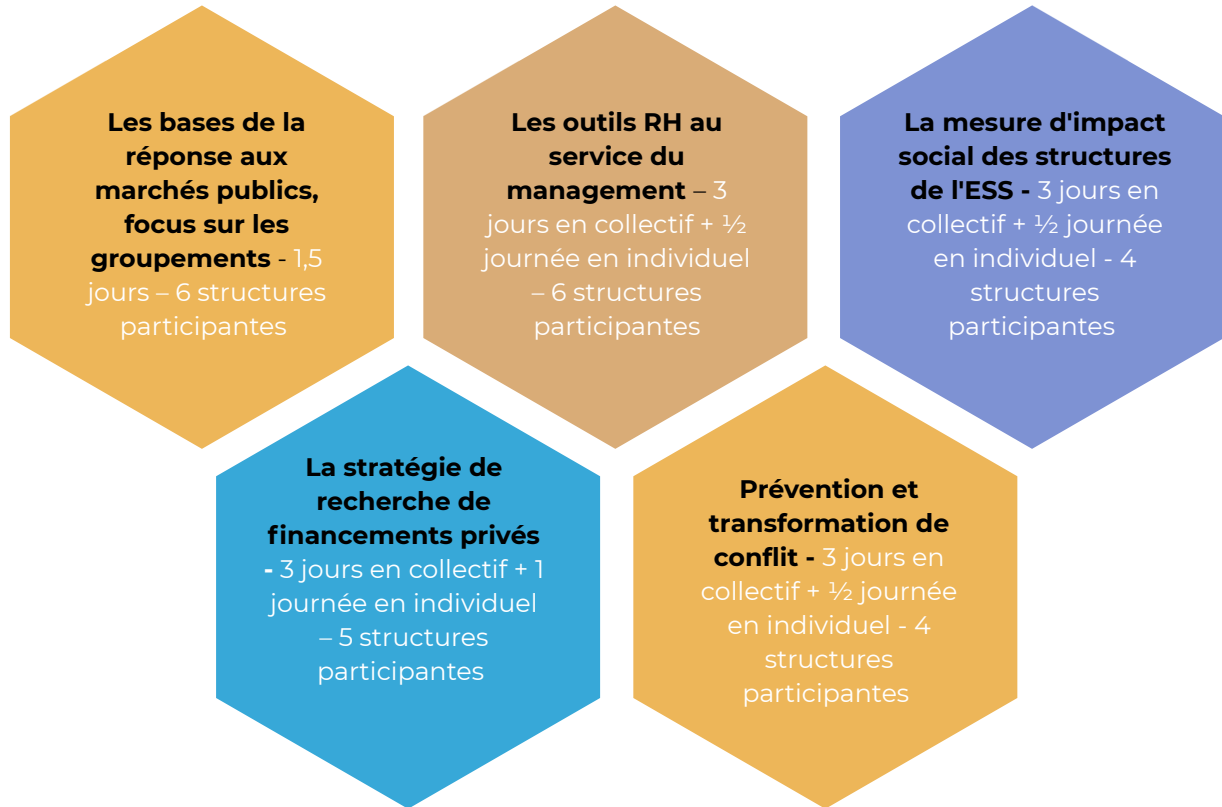 Les bases de la
réponse aux
marchés publics,
focus sur les
groupements - 1,5
jours – 6 structures
participantes
Les outils RH au
service du
management – 3
jours en collectif + ½
journée en individuel
– 6 structures
participantes
La mesure d'impact
social des structures
de l'ESS - 3 jours en
collectif + ½ journée
en individuel - 4
structures
participantes
La stratégie de
recherche de
financements privés
- 3 jours en collectif + 1
journée en individuel
– 5 structures
participantes
Prévention et
transformation de
conflit - 3 jours en
collectif + ½ journée
en individuel - 4
structures
participantes